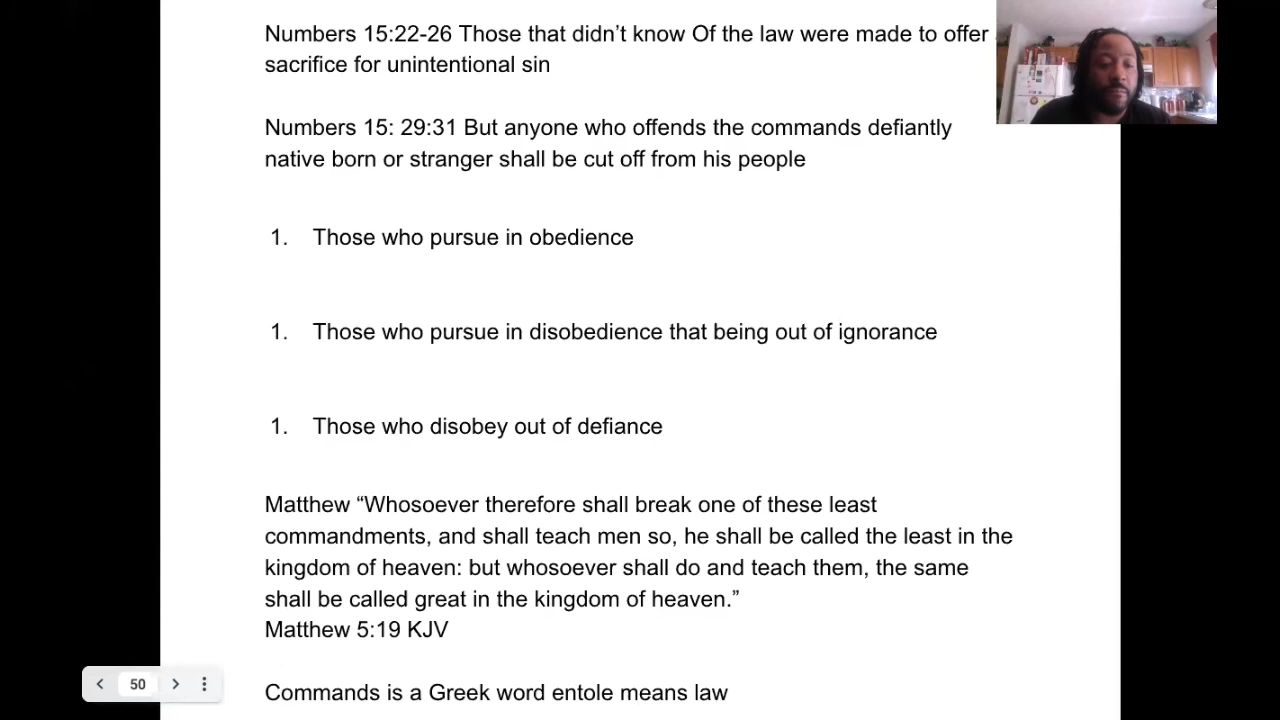 Numbers 15:22-26 Those that didn’t know Of the law were made to offer
sacrifice for unintentional sin
Numbers 15: 29:31 But anyone who offends the commands defiantly
native born or stranger shall be cut off from his people
1. Those who pursue in obedience
1. Those who pursue in disobedience that being out of ignorance
1. Those who disobey out of defiance
Matthew “Whosoever therefore shall break one of these least
commandments, and shall teach men so, he shall be called the least in the
kingdom of heaven: but whosoever shall do and teach them, the same
shall be called great in the kingdom of heaven.”
Matthew 5:19 KJV
50
Commands is a Greek word entole means law